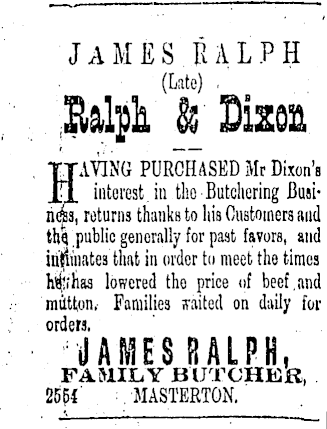 JAMES RALPH
(Late)
Ralph & Dixon
HAVING PURCHASED Mr Dixon's
interest in the Butchering Busi-
ness, returns thanks to his Customers and
the public generally for past favors, and
intimates that in order to meet the times
he has lowered the price of beef and
mutton. Families waited on daily for
orders.
JAMES RALPH,
FAMILY BUTCHER,
2554 MASTERTON.